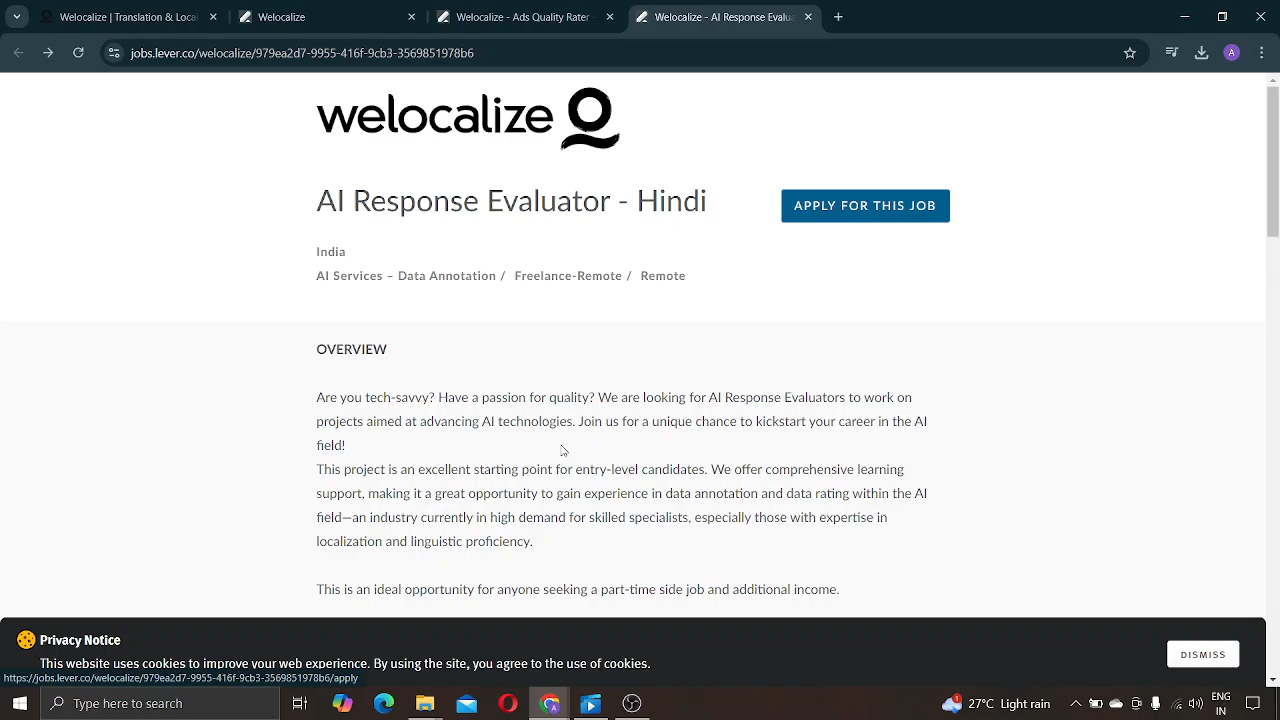 Welocalize | Translation & Local
Welocalize
Welocalize - Ads Quality Rater -
Welocalize - AI Response Evalua
jobs.lever.co/welocalize/979ea2d7-9955-416f-9cb3-3569851978b6
A
welocalize
AI Response Evaluator - Hindi
APPLY FOR THIS JOB
India
AI Services – Data Annotation / Freelance-Remote / Remote
OVERVIEW
Are you tech-savvy? Have a passion for quality? We are looking for AI Response Evaluators to work on
projects aimed at advancing AI technologies. Join us for a unique chance to kickstart your career in the AI
field!
This project is an excellent starting point for entry-level candidates. We offer comprehensive learning
support, making it a great opportunity to gain experience in data annotation and data rating within the AI
field—an industry currently in high demand for skilled specialists, especially those with expertise in
localization and linguistic proficiency.
This is an ideal opportunity for anyone seeking a part-time side job and additional income.
Privacy Notice
This website uses cookies to improve your web experience. By using the site, you agree to the use of cookies.
DISMISS
https://jobs.lever.co/welocalize/979ea2d7-9955-416f-9cb3-3569851978b6/apply
Type here to search
1
27°C Light rain
ENG
IN